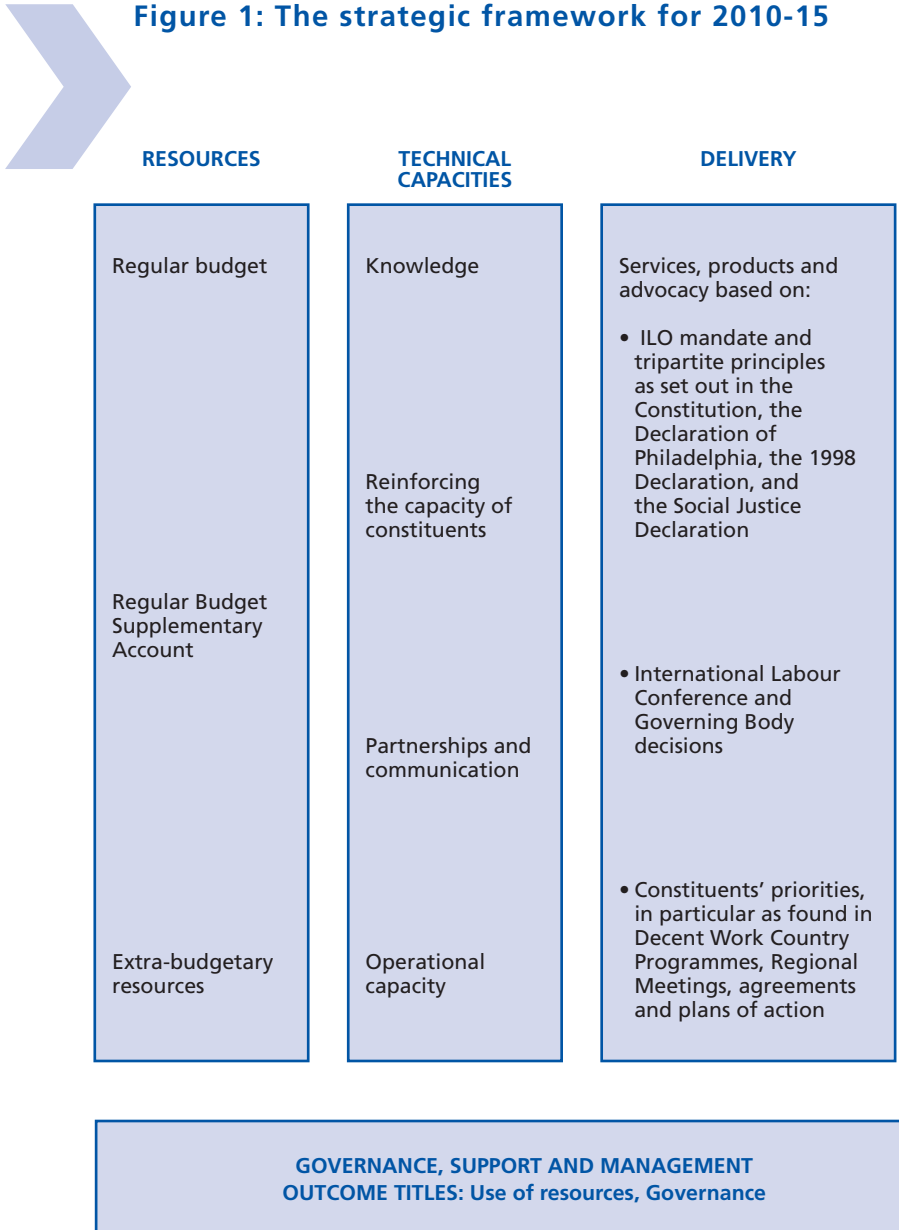 Figure 1: The strategic framework for 2010-15
RESOURCES
Regular budget
Regular Budget
Supplementary
Account
Extra-budgetary
resources
TECHNICAL
CAPACITIES
Knowledge
Reinforcing
the capacity of
constituents
Partnerships and
communication
Operational
capacity
DELIVERY
Services, products and
advocacy based on:
• ILO mandate and
tripartite principles
as set out in the
Constitution, the
Declaration of
Philadelphia, the 1998
Declaration, and
the Social Justice
Declaration
• International Labour
Conference and
Governing Body
decisions
• Constituents’ priorities,
in particular as found in
Decent Work Country
Programmes, Regional
Meetings, agreements
and plans of action
GOVERNANCE, SUPPORT AND MANAGEMENT
OUTCOME TITLES: Use of resources, Governance